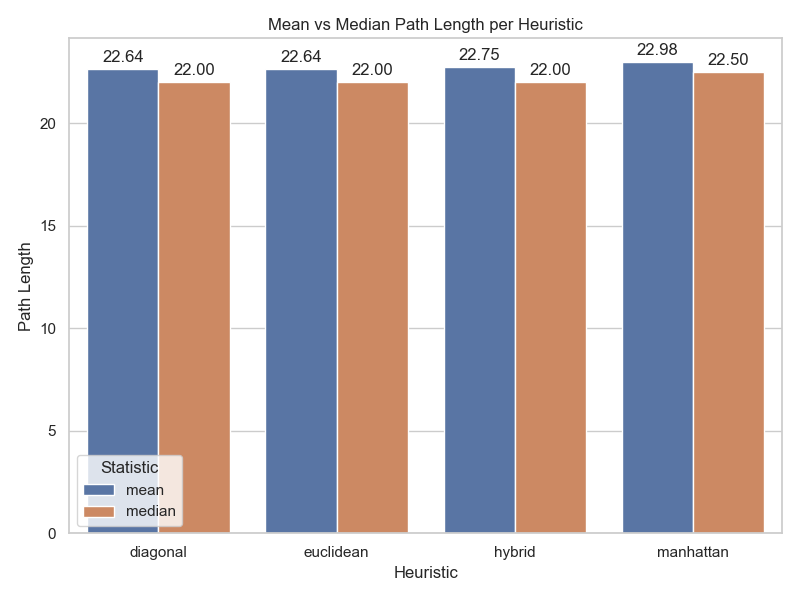 Mean vs Median Path Length per Heuristic
22.64
22.00
22.64
22.00
22.75
22.00
22.98
22.50
Path Length
20
15
10
5
0
Statistic
mean
median
diagonal
euclidean
hybrid
manhattan
Heuristic